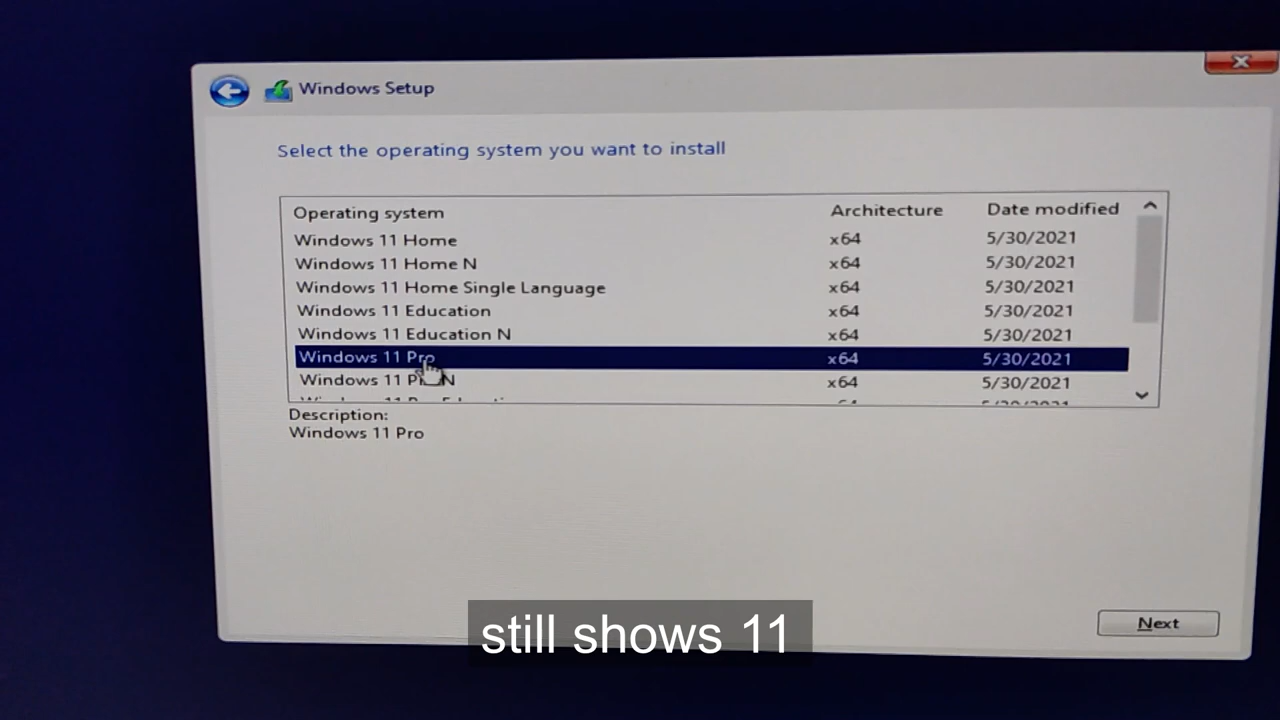 Windows Setup
Select the operating system you want to install
Operating system Architecture Date modified
Windows 11 Home x64 5/30/2021
Windows 11 Home N x64 5/30/2021
Windows 11 Home Single Language x64 5/30/2021
Windows 11 Education x64 5/30/2021
Windows 11 Education N x64 5/30/2021
Windows 11 Pro x64 5/30/2021
Windows 11 Pro N x64 5/30/2021
Description:
Windows 11 Pro
Next
still shows 11